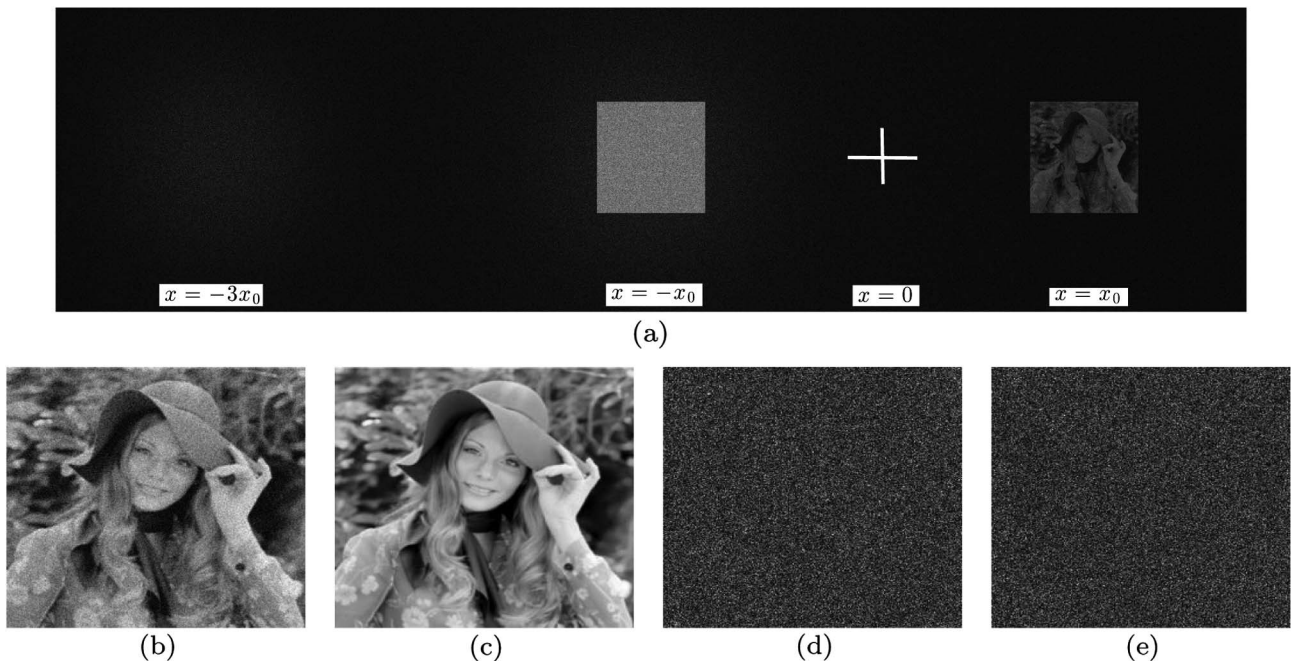 x = −3x₀
x = −x₀
x = 0
x = x₀
(a)
(b)
(c)
(d)
(e)